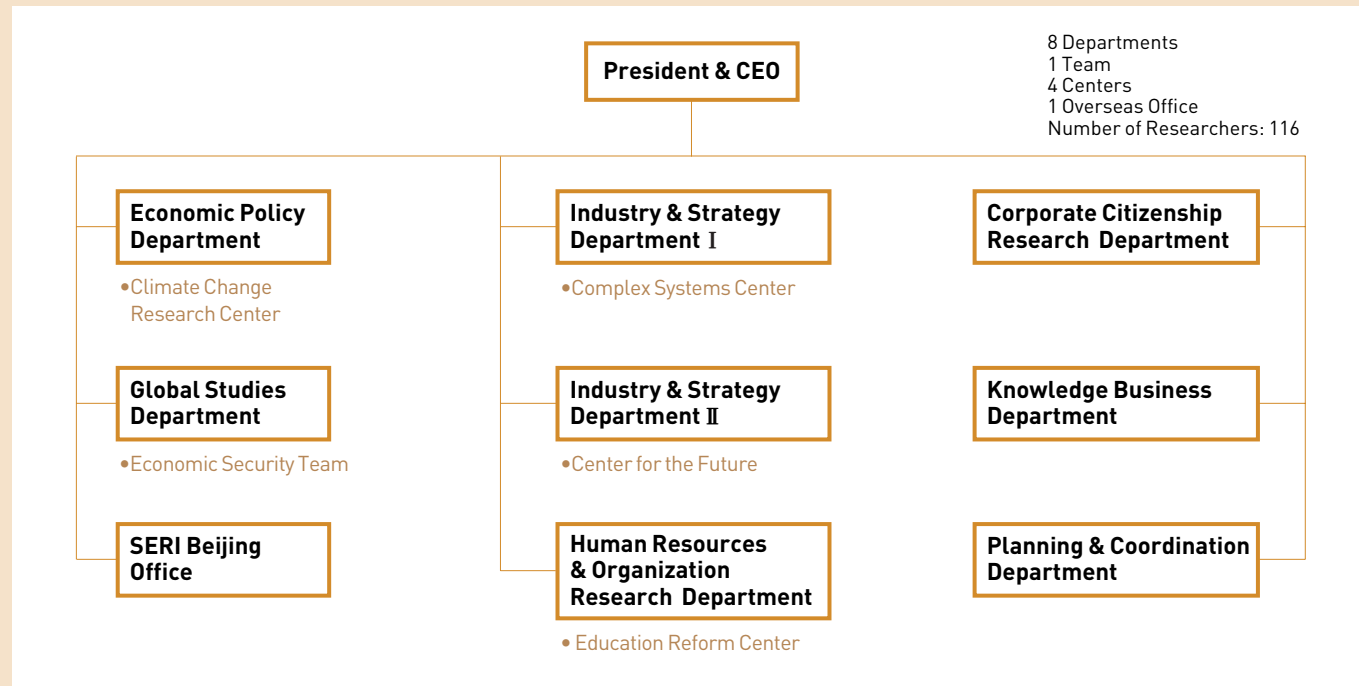 President & CEO
8 Departments
1 Team
4 Centers
1 Overseas Office
Number of Researchers: 116
Economic Policy
Department
•Climate Change
Research Center
Global Studies
Department
•Economic Security Team
SERI Beijing
Office
Industry & Strategy
Department Ⅰ
•Complex Systems Center
Industry & Strategy
Department Ⅱ
•Center for the Future
Human Resources
& Organization
Research Department
• Education Reform Center
Corporate Citizenship
Research Department
Knowledge Business
Department
Planning & Coordination
Department